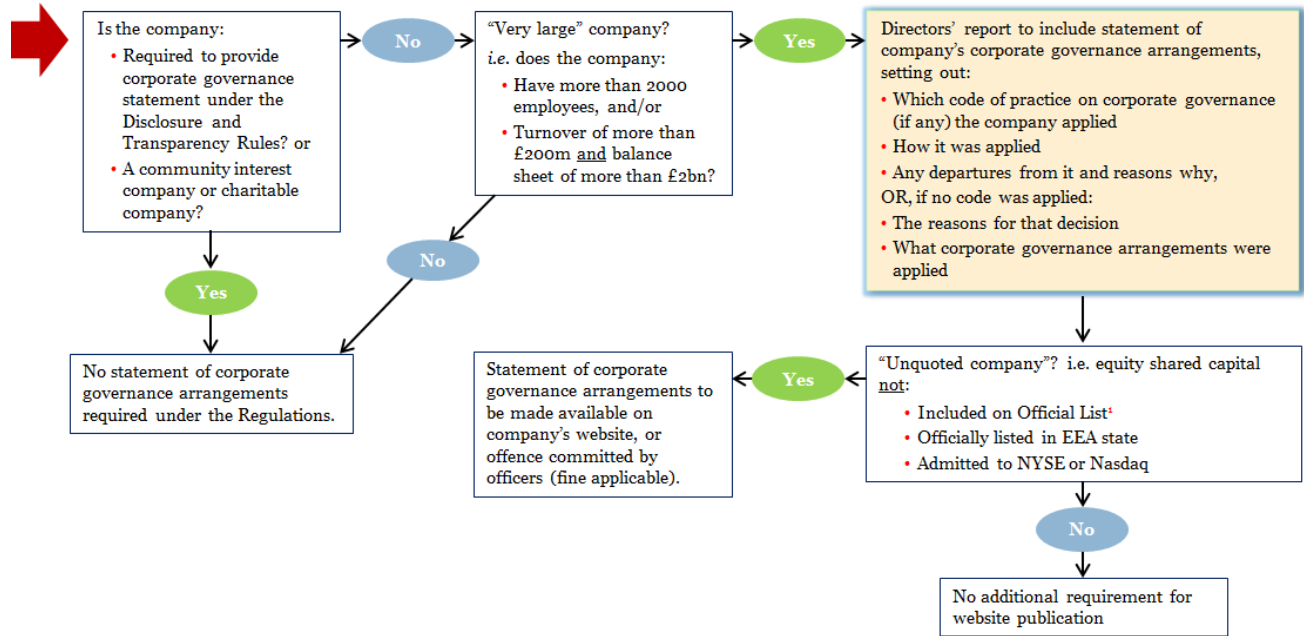 Is the company:
• Required to provide
corporate governance
statement under the
Disclosure and
Transparency Rules? or
• A community interest
company or charitable
company?
No
“Very large” company?
i.e. does the company:
• Have more than 2000
employees, and/or
• Turnover of more than
£200m and balance
sheet of more than £2bn?
Yes
Directors’ report to include statement of
company’s corporate governance arrangements,
setting out:
• Which code of practice on corporate governance
(if any) the company applied
• How it was applied
• Any departures from it and reasons why,
OR, if no code was applied:
• The reasons for that decision
• What corporate governance arrangements were
applied
No
Yes
No statement of corporate
governance arrangements
required under the Regulations.
Statement of corporate
governance arrangements to
be made available on
company’s website, or
offence committed by
officers (fine applicable).
Yes
“Unquoted company”? i.e. equity shared capital
not:
• Included on Official List¹
• Officially listed in EEA state
• Admitted to NYSE or Nasdaq
No
No additional requirement for
website publication